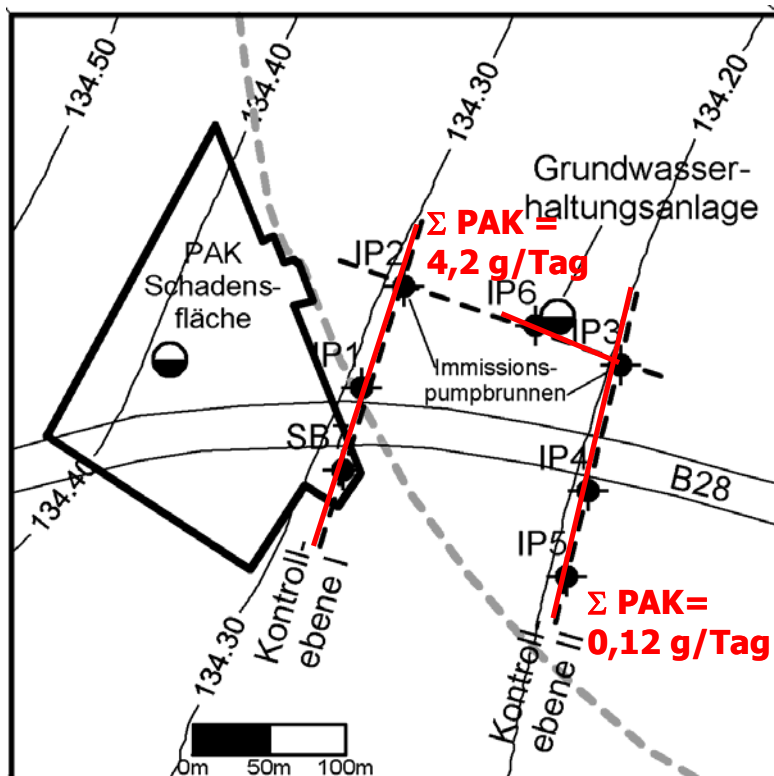 134.50
134.40
134.30
134.20
Grundwasser-
haltungsanlage
Σ PAK =
4,2 g/Tag
IP2
PAK
Schadens-
fläche
IP6
IP3
IP1
Immissions-
pumpbrunnen
SB7
IP4
B28
134.40
IP5
Kontroll-
ebene I
Σ PAK=
0,12 g/Tag
134.30
Kontroll-
ebene II
0m 50m 100m